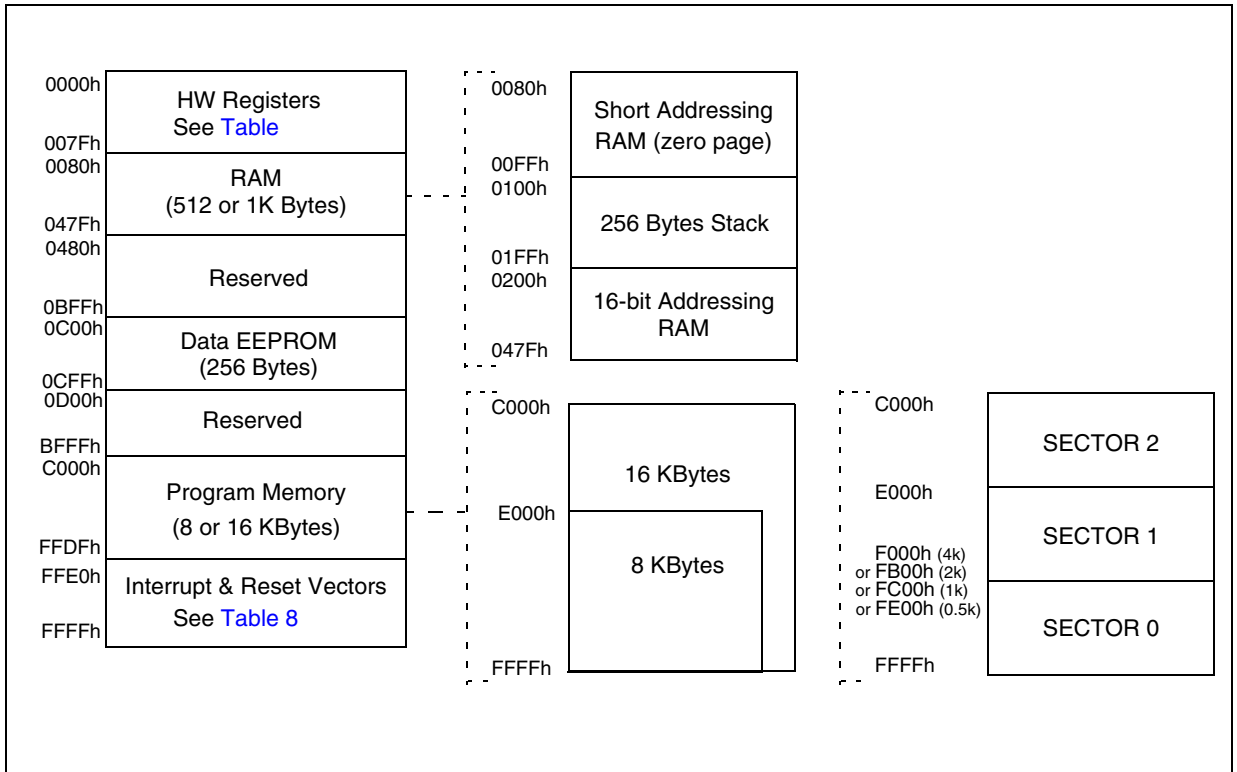 0000h
HW Registers
See Table
007Fh
0080h
RAM
(512 or 1K Bytes)
047Fh
0480h
Reserved
0BFFh
0C00h
Data EEPROM
(256 Bytes)
0CFFh
0D00h
Reserved
BFFFh
C000h
Program Memory
(8 or 16 KBytes)
FFDFh
FFE0h
Interrupt & Reset Vectors
See Table 8
FFFFh
0080h
Short Addressing
RAM (zero page)
00FFh
0100h
256 Bytes Stack
01FFh
0200h
16-bit Addressing
RAM
047Fh
C000h
16 KBytes
E000h
8 KBytes
FFFFh
C000h
SECTOR 2
E000h
SECTOR 1
F000h (4k)
or FB00h (2k)
or FC00h (1k)
or FE00h (0.5k)
SECTOR 0
FFFFh